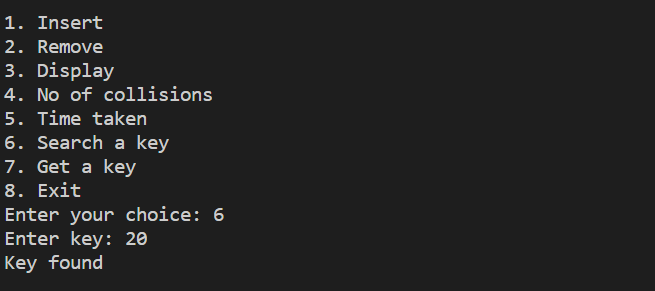 1. Insert
2. Remove
3. Display
4. No of collisions
5. Time taken
6. Search a key
7. Get a key
8. Exit
Enter your choice: 6
Enter key: 20
Key found